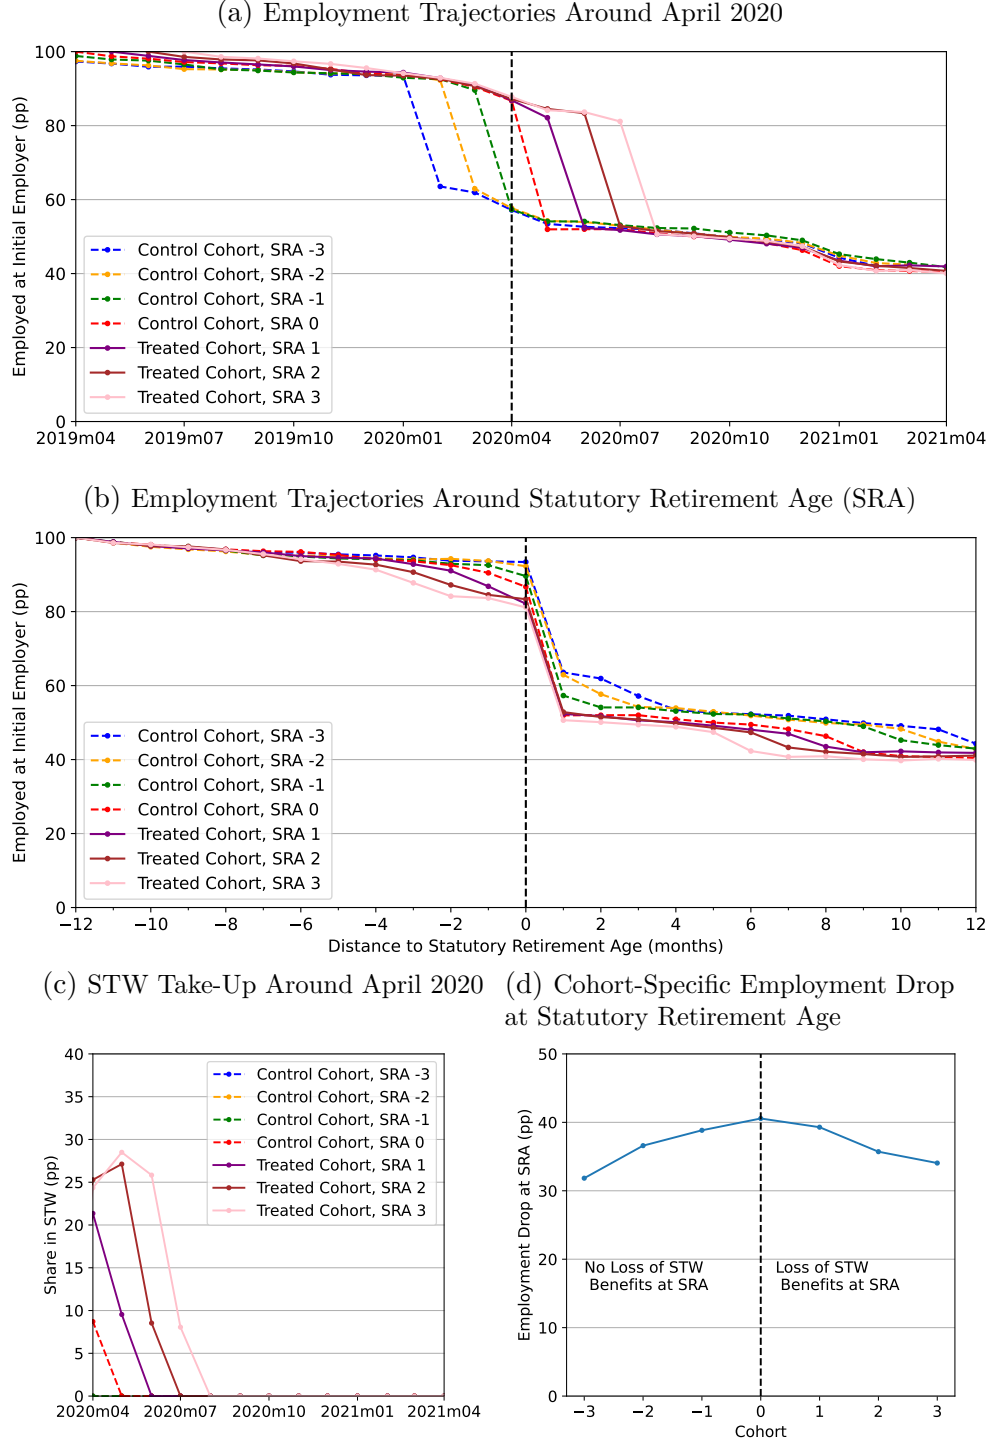 (a) Employment Trajectories Around April 2020
Employed at Initial Employer (pp)
100
80
60
40
20
0
Control Cohort, SRA -3
Control Cohort, SRA -2
Control Cohort, SRA -1
Control Cohort, SRA 0
Treated Cohort, SRA 1
Treated Cohort, SRA 2
Treated Cohort, SRA 3
2019m04 2019m07 2019m10 2020m01 2020m04 2020m07 2020m10 2021m01 2021m04
(b) Employment Trajectories Around Statutory Retirement Age (SRA)
Employed at Initial Employer (pp)
100
80
60
40
20
0
Control Cohort, SRA -3
Control Cohort, SRA -2
Control Cohort, SRA -1
Control Cohort, SRA 0
Treated Cohort, SRA 1
Treated Cohort, SRA 2
Treated Cohort, SRA 3
−12 −10 −8 −6 −4 −2 0 2 4 6 8 10 12
Distance to Statutory Retirement Age (months)
(c) STW Take-Up Around April 2020
Share in STW (pp)
40
35
30
25
20
15
10
5
0
Control Cohort, SRA -3
Control Cohort, SRA -2
Control Cohort, SRA -1
Control Cohort, SRA 0
Treated Cohort, SRA 1
Treated Cohort, SRA 2
Treated Cohort, SRA 3
2020m04 2020m07 2020m10 2021m01 2021m04
(d) Cohort-Specific Employment Drop
at Statutory Retirement Age
Employment Drop at SRA (pp)
50
40
30
20
10
0
No Loss of STW
Benefits at SRA
Loss of STW
Benefits at SRA
−3 −2 −1 0 1 2 3
Cohort